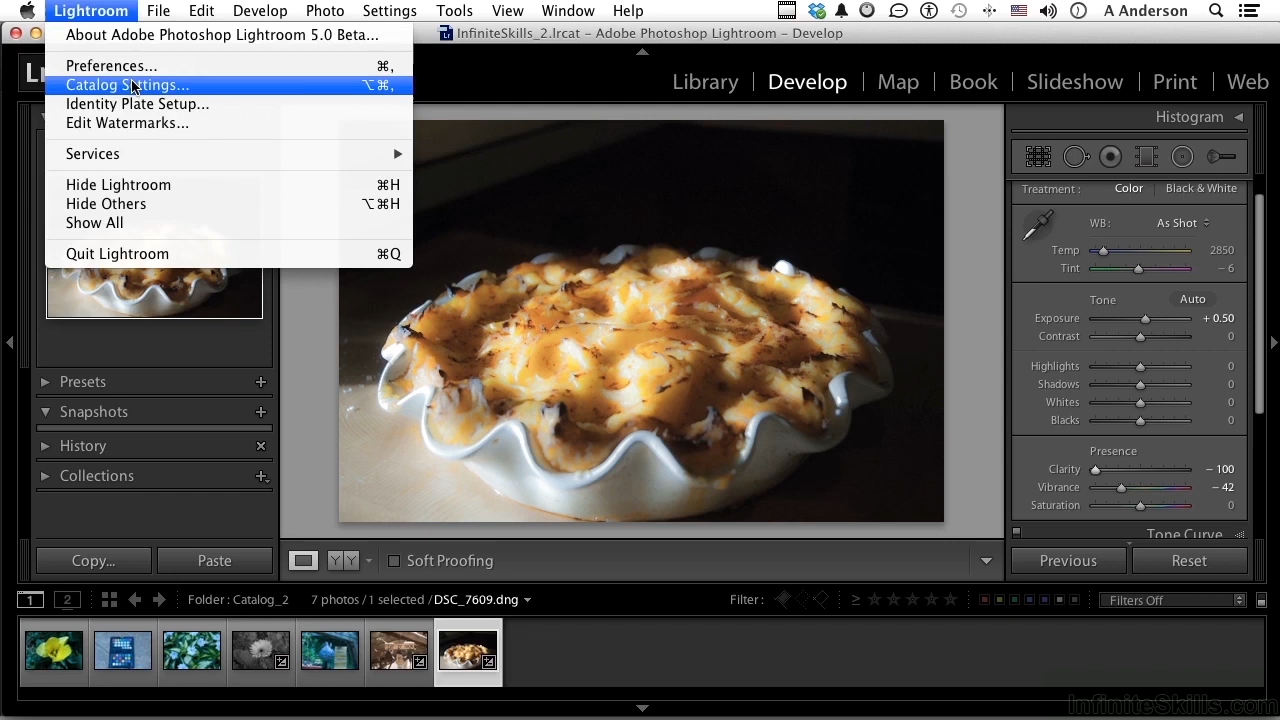 Lightroom File Edit Develop Photo Settings Tools View Window Help A Anderson
About Adobe Photoshop Lightroom 5.0 Beta...
InfiniteSkills_2.lrcat – Adobe Photoshop Lightroom – Develop
Preferences... ⌘,
Catalog Settings... ⌥⌘,
Identity Plate Setup...
Edit Watermarks...
Services
Hide Lightroom ⌘H
Hide Others ⌥⌘H
Show All
Quit Lightroom ⌘Q
Library | Develop | Map | Book | Slideshow | Print | Web
Presets
Snapshots
History
Collections
Copy... Paste
Soft Proofing
Histogram
Treatment : Color | Black & White
WB: As Shot
Temp 2850
Tint – 6
Tone Auto
Exposure + 0.50
Contrast 0
Highlights 0
Shadows 0
Whites 0
Blacks 0
Presence
Clarity – 100
Vibrance – 42
Saturation 0
Tone Curve
Previous Reset
1 2 Folder : Catalog_2 7 photos / 1 selected / DSC_7609.dng Filter : ≥ Filters Off
InfiniteSkills.com